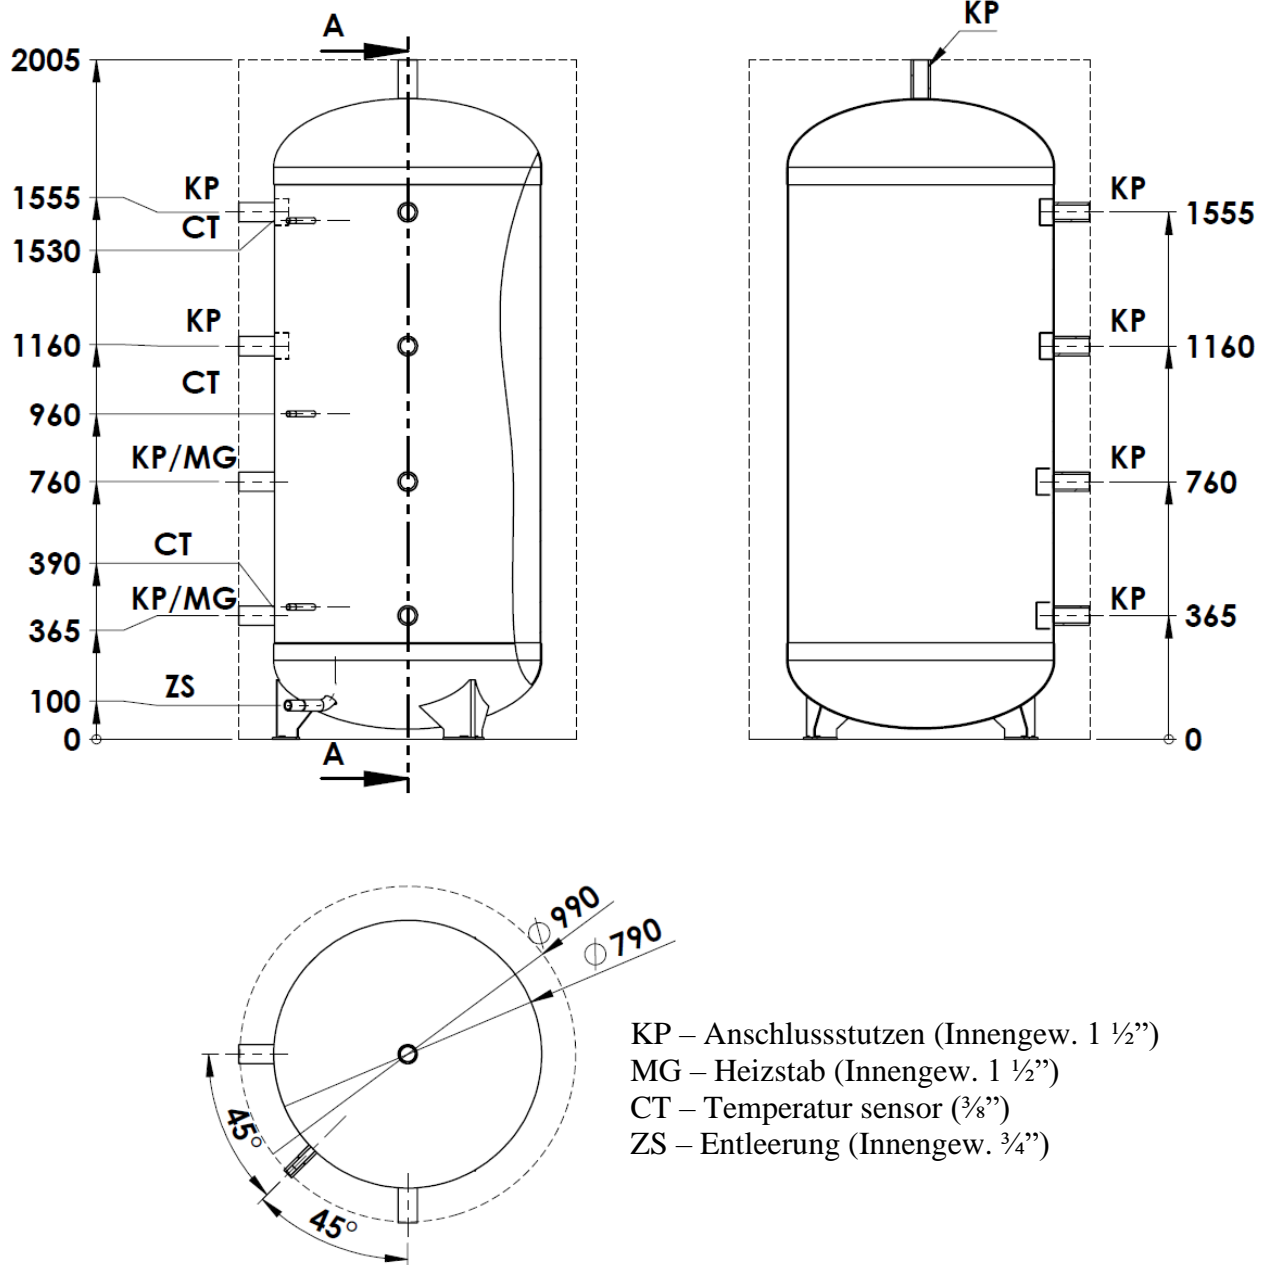 A
KP
2005
KP
1555
CT
1530
KP
1160
CT
960
KP/MG
760
CT
390
KP/MG
365
ZS
100
0
A
KP
1555
KP
1160
KP
760
KP
365
0
990
790
45°
45°
KP – Anschlussstutzen (Innengew. 1 ½”)
MG – Heizstab (Innengew. 1 ½”)
CT – Temperatur sensor (⅜”)
ZS – Entleerung (Innengew. ¾”)